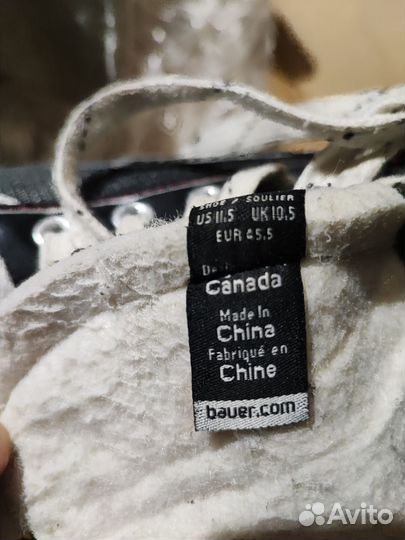 SHOE / SOULIER
US 11.5 UK 10.5
EUR 45.5
Canada
Made in
China
Fabriqué en
Chine
bauer.com
Avito